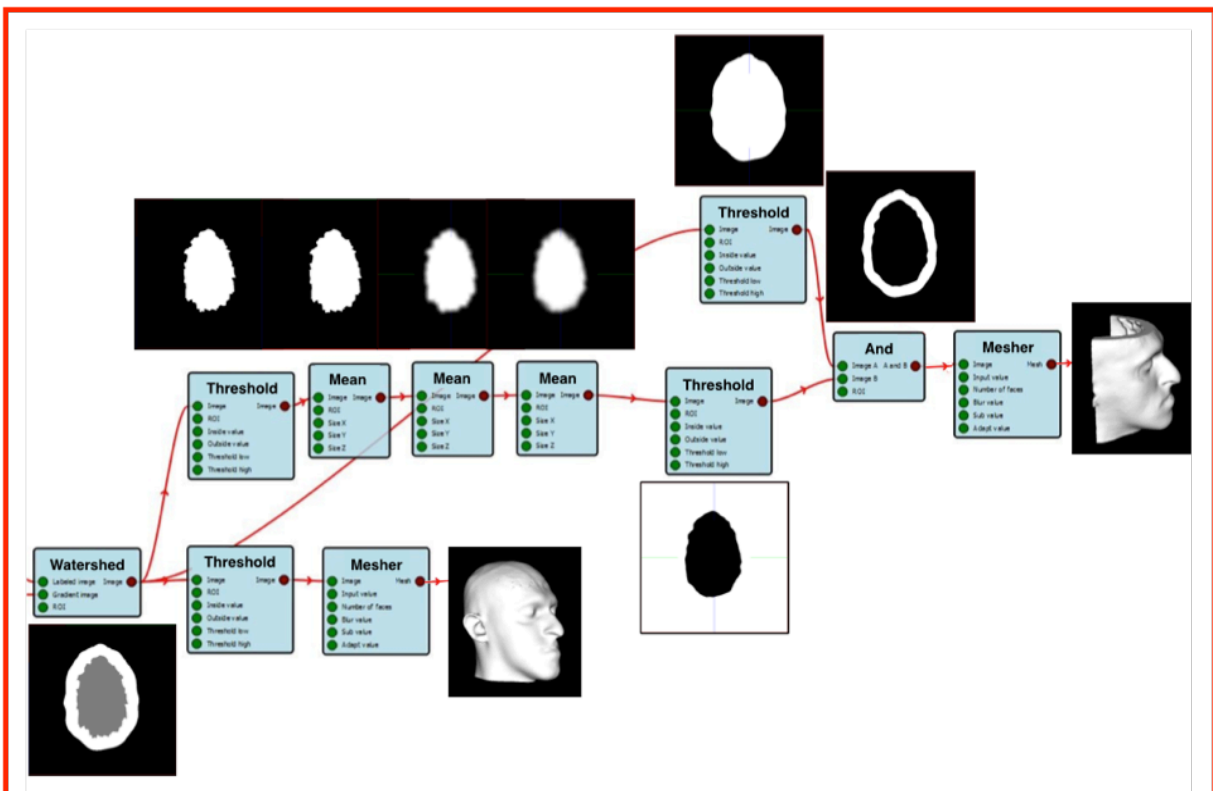 Threshold
Image Image
ROI
Inside value
Outside value
Threshold low
Threshold high
And
Image A A and B
Image B
ROI
Mesher
Image Mesh
Input value
Number of faces
Blur value
Sub value
Adapt value
Threshold
Image Image
ROI
Inside value
Outside value
Threshold low
Threshold high
Mean
Image Image
ROI
Size X
Size Y
Size Z
Mean
Image Image
ROI
Size X
Size Y
Size Z
Mean
Image Image
ROI
Size X
Size Y
Size Z
Threshold
Image Image
ROI
Inside value
Outside value
Threshold low
Threshold high
Watershed
Labeled image Image
Gradient image
ROI
Threshold
Image Image
ROI
Inside value
Outside value
Threshold low
Threshold high
Mesher
Image Mesh
Input value
Number of faces
Blur value
Sub value
Adapt value